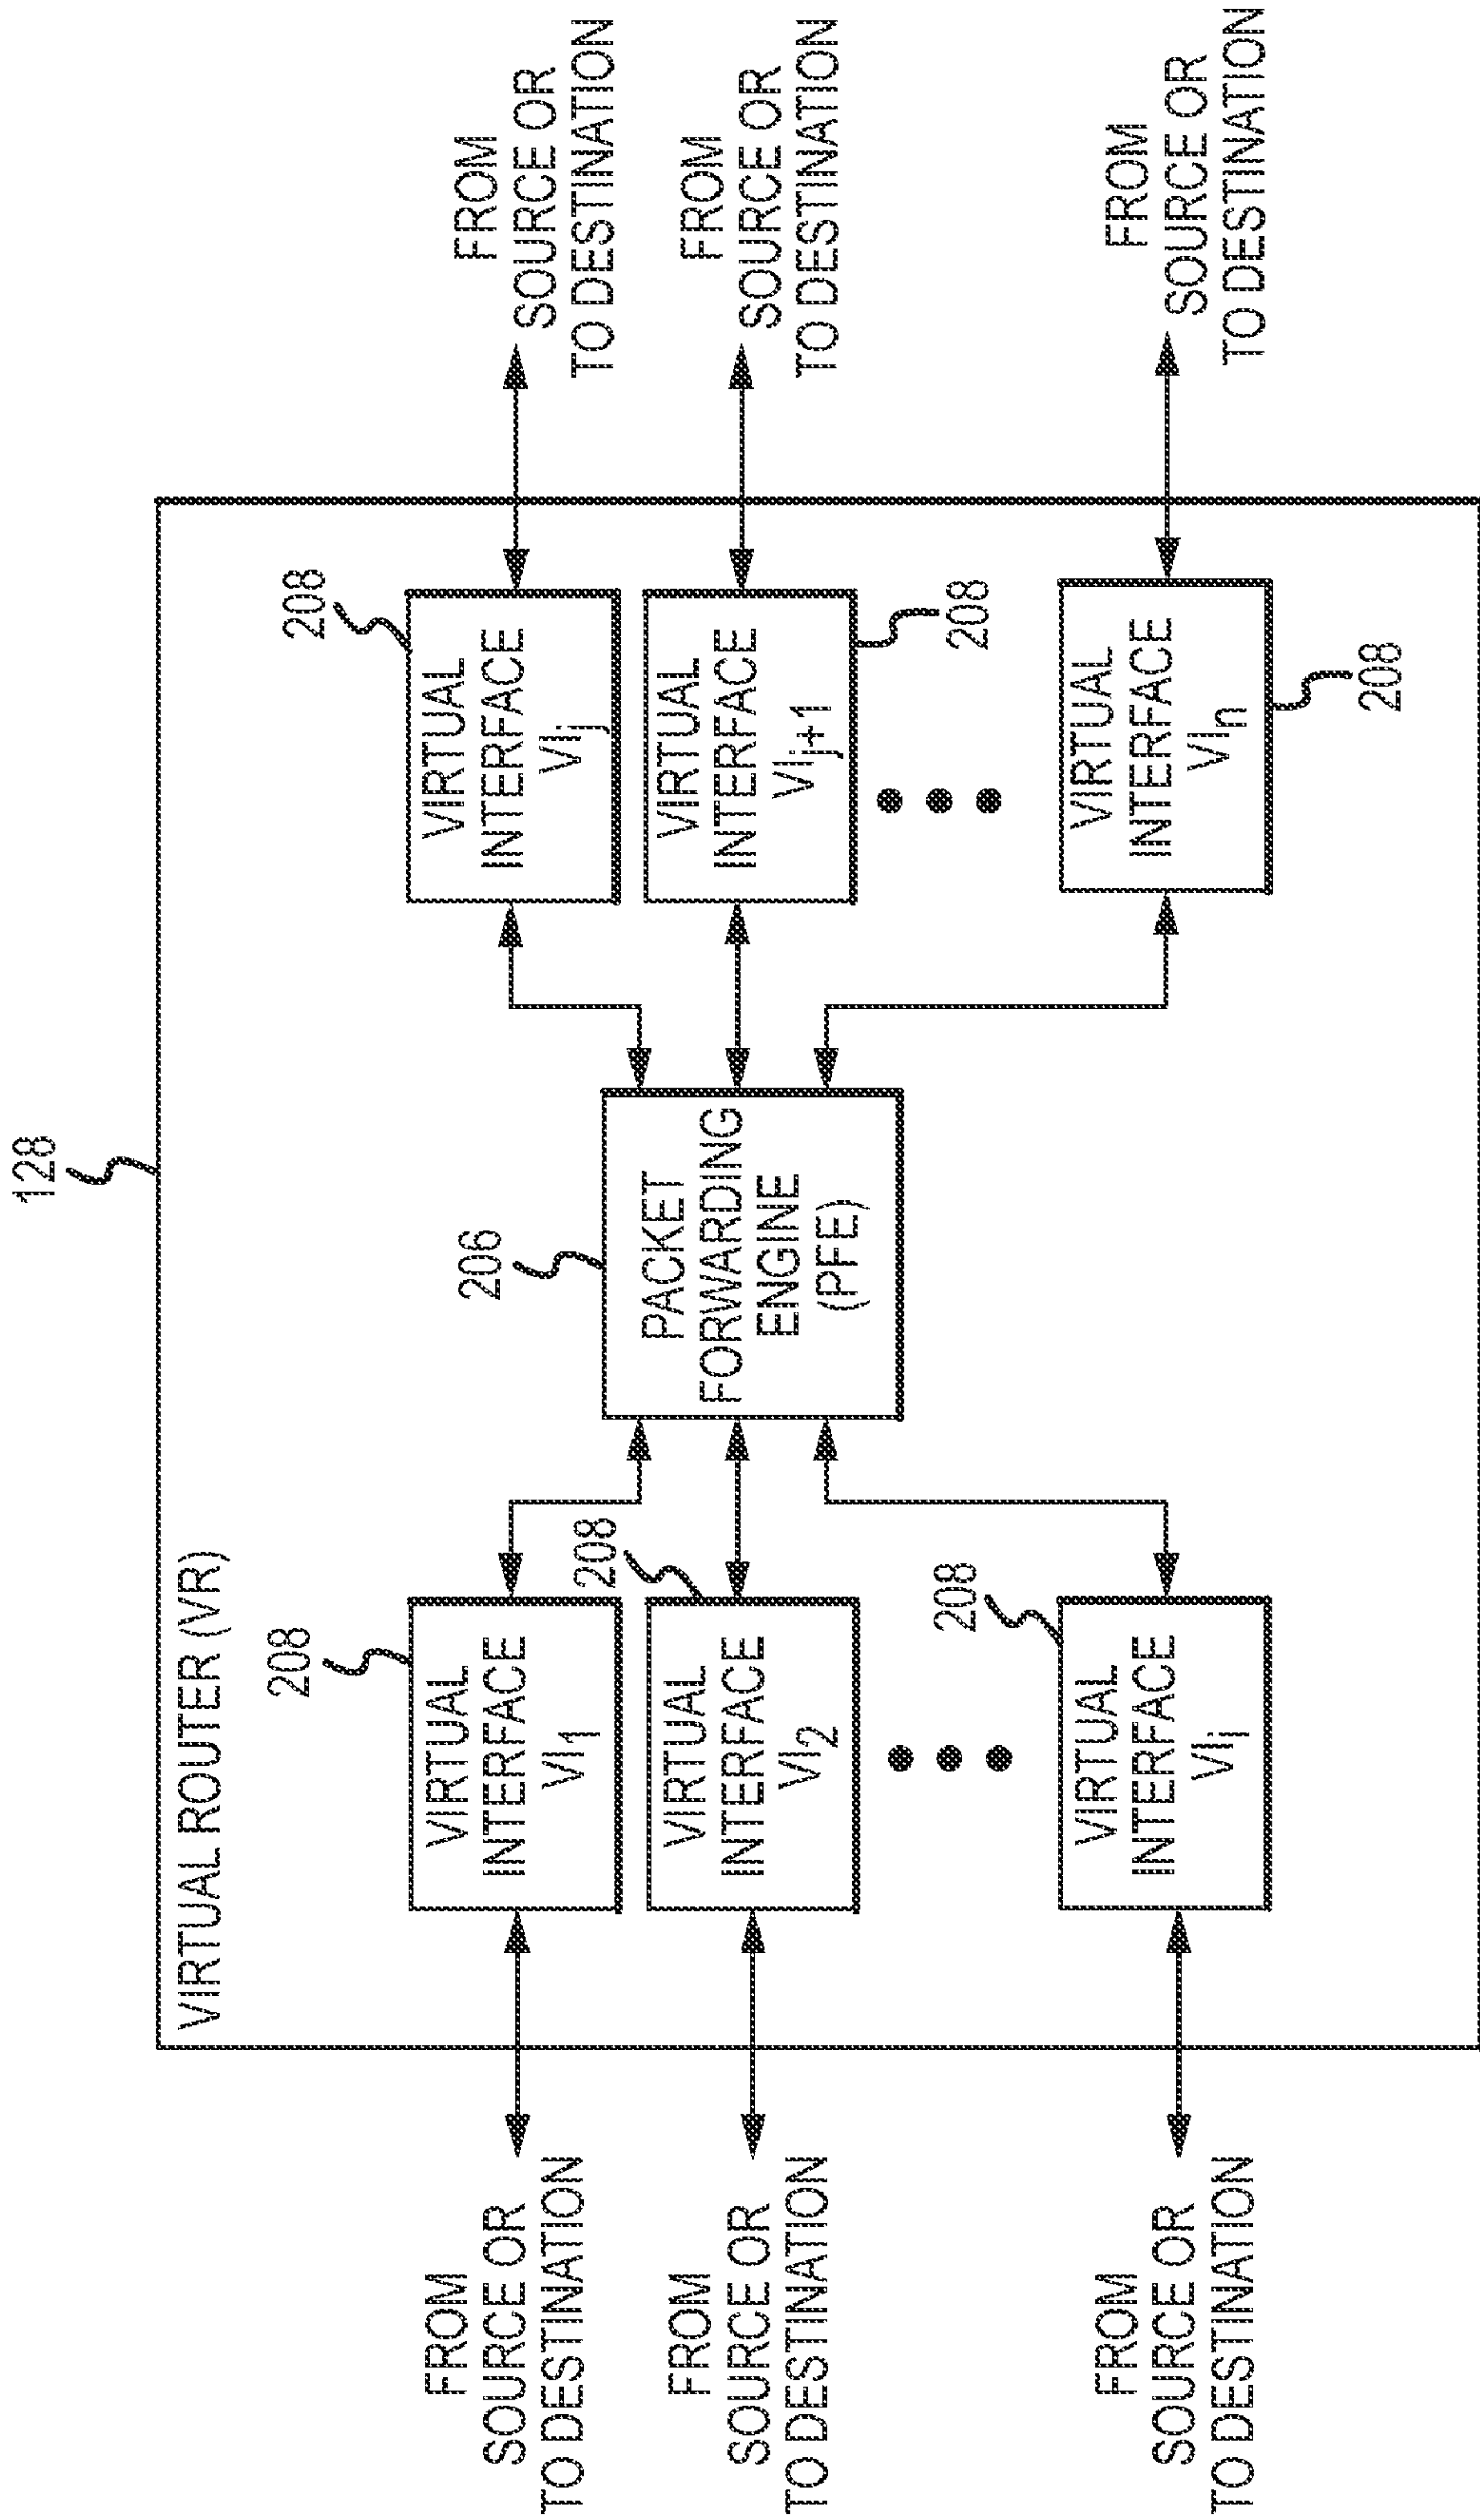 128
VIRTUAL ROUTER (VR)
208
VIRTUAL
INTERFACE
VI1
FROM
SOURCE OR
TO DESTINATION
208
VIRTUAL
INTERFACE
VI2
FROM
SOURCE OR
TO DESTINATION
208
VIRTUAL
INTERFACE
VIi
FROM
SOURCE OR
TO DESTINATION
206
PACKET
FORWARDING
ENGINE
(PFE)
208
VIRTUAL
INTERFACE
VIj
FROM
SOURCE OR
TO DESTINATION
208
VIRTUAL
INTERFACE
VIj+1
FROM
SOURCE OR
TO DESTINATION
208
VIRTUAL
INTERFACE
VIn
FROM
SOURCE OR
TO DESTINATION